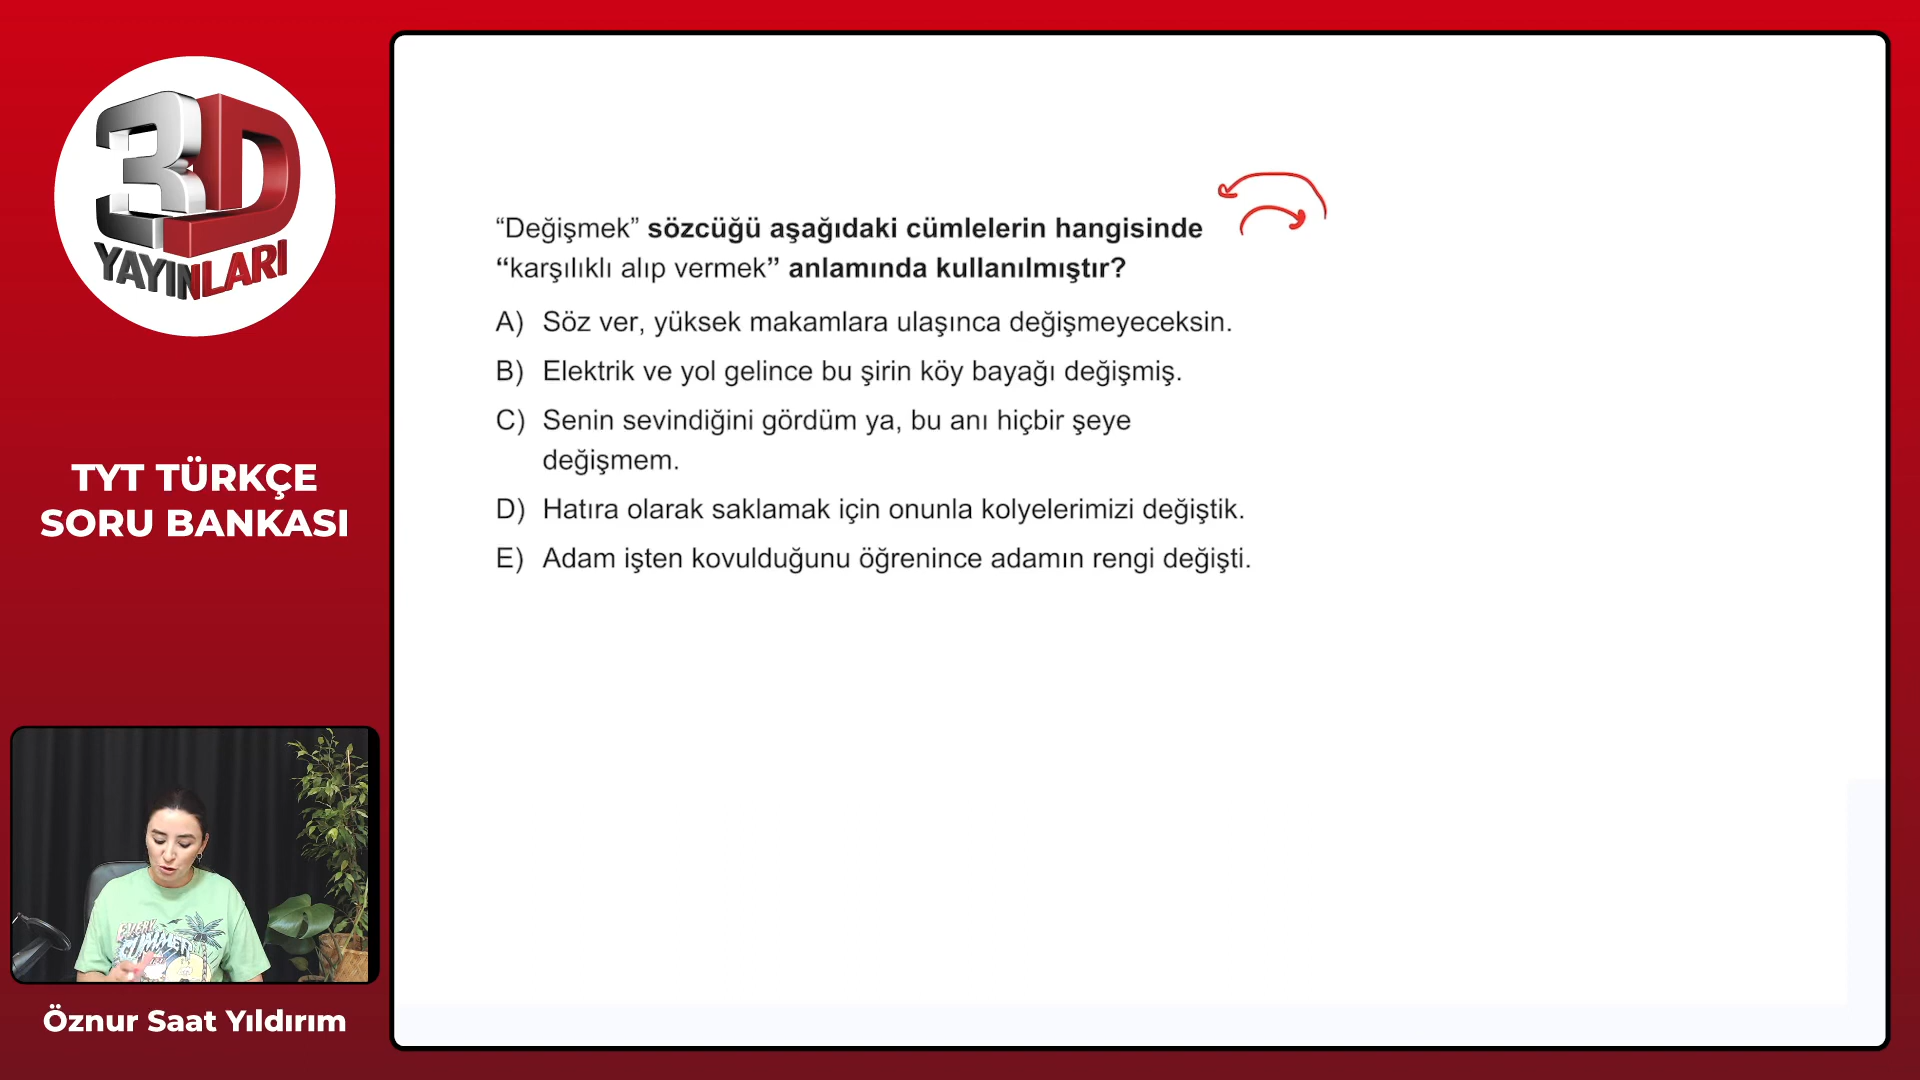 3D
YAYINLARI
TYT TÜRKÇE
SORU BANKASI
“Değişmek” sözcüğü aşağıdaki cümlelerin hangisinde
“karşılıklı alıp vermek” anlamında kullanılmıştır?
A) Söz ver, yüksek makamlara ulaşınca değişmeyeceksin.
B) Elektrik ve yol gelince bu şirin köy bayağı değişmiş.
C) Senin sevindiğini gördüm ya, bu anı hiçbir şeye
değişmem.
D) Hatıra olarak saklamak için onunla kolyelerimizi değiştik.
E) Adam işten kovulduğunu öğrenince adamın rengi değişti.
Öznur Saat Yıldırım